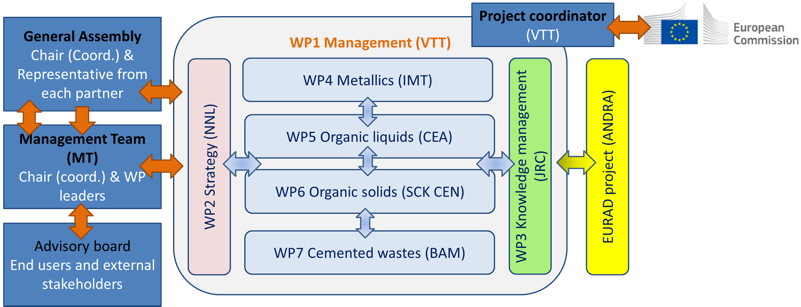 General Assembly
Chair (Coord.) &
Representative from
each partner
Management Team
(MT)
Chair (coord.) & WP
leaders
Advisory board
End users and external
stakeholders
WP1 Management (VTT)
WP2 Strategy (NNL)
WP4 Metallics (IMT)
WP5 Organic liquids (CEA)
WP6 Organic solids (SCK CEN)
WP7 Cemented wastes (BAM)
WP3 Knowledge management
(JRC)
EURAD project (ANDRA)
Project coordinator
(VTT)
European
Commission